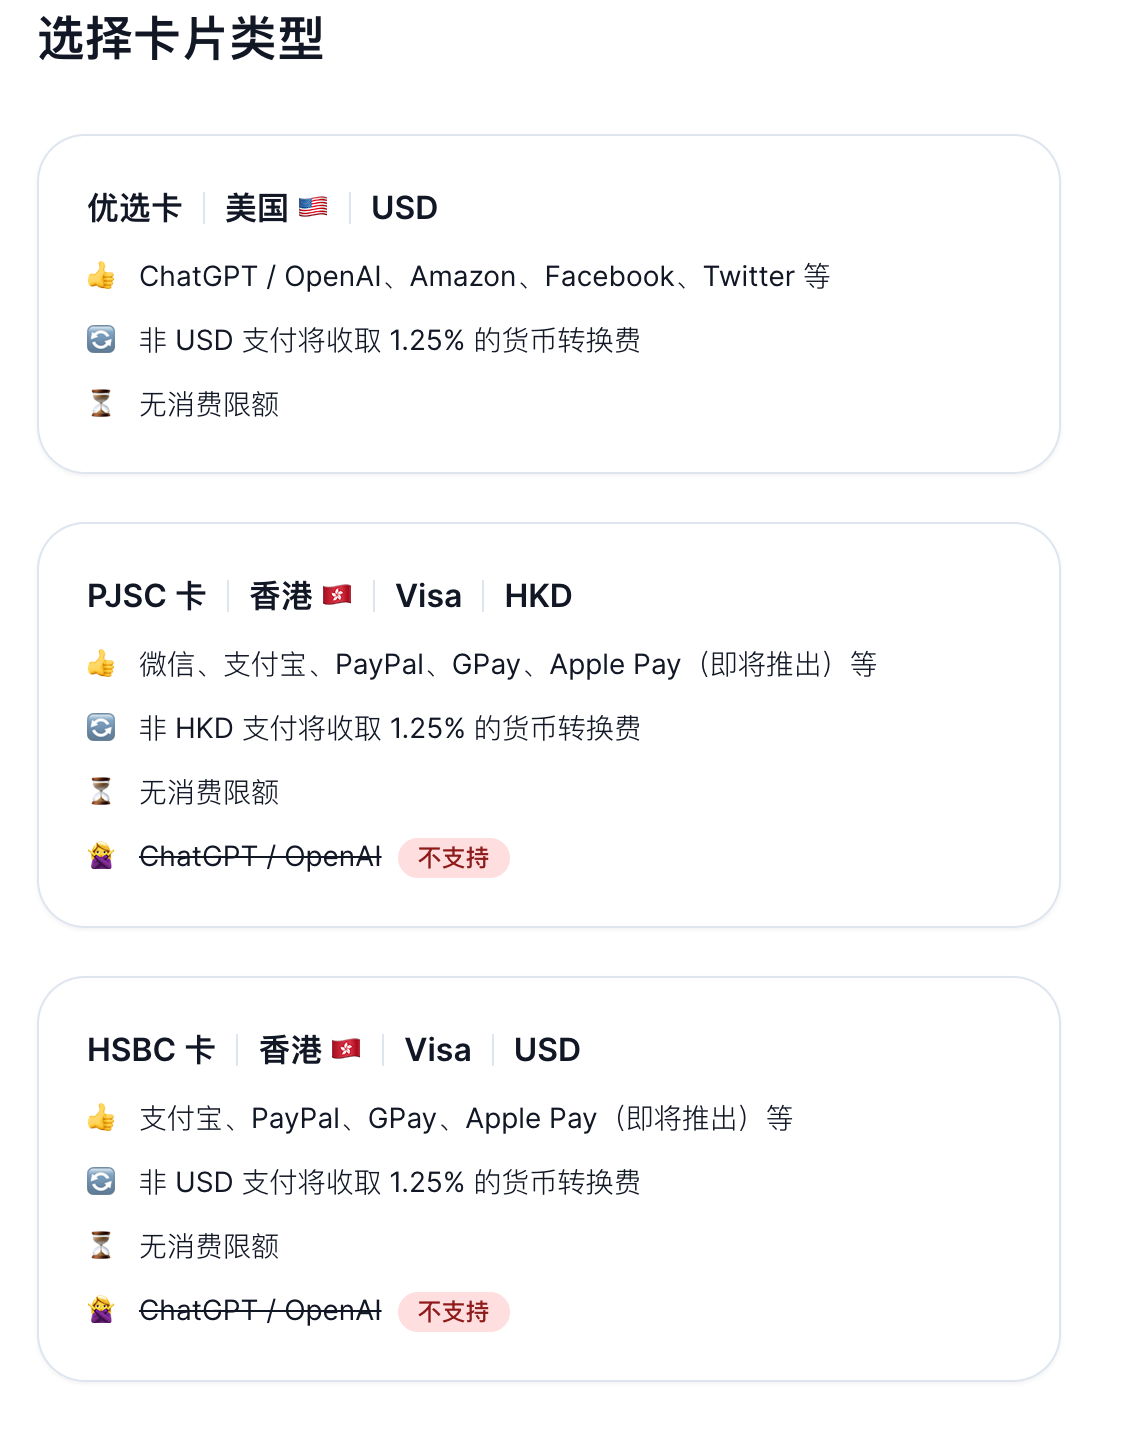 选择卡片类型
优选卡 | 美国 🇺🇸 | USD
👍 ChatGPT / OpenAI、Amazon、Facebook、Twitter 等
🔄 非 USD 支付将收取 1.25% 的货币转换费
⏳ 无消费限额
PJSC 卡 | 香港 🇭🇰 | Visa | HKD
👍 微信、支付宝、PayPal、GPay、Apple Pay（即将推出）等
🔄 非 HKD 支付将收取 1.25% 的货币转换费
⏳ 无消费限额
🙅‍♀️ ChatGPT / OpenAI 不支持
HSBC 卡 | 香港 🇭🇰 | Visa | USD
👍 支付宝、PayPal、GPay、Apple Pay（即将推出）等
🔄 非 USD 支付将收取 1.25% 的货币转换费
⏳ 无消费限额
🙅‍♀️ ChatGPT / OpenAI 不支持